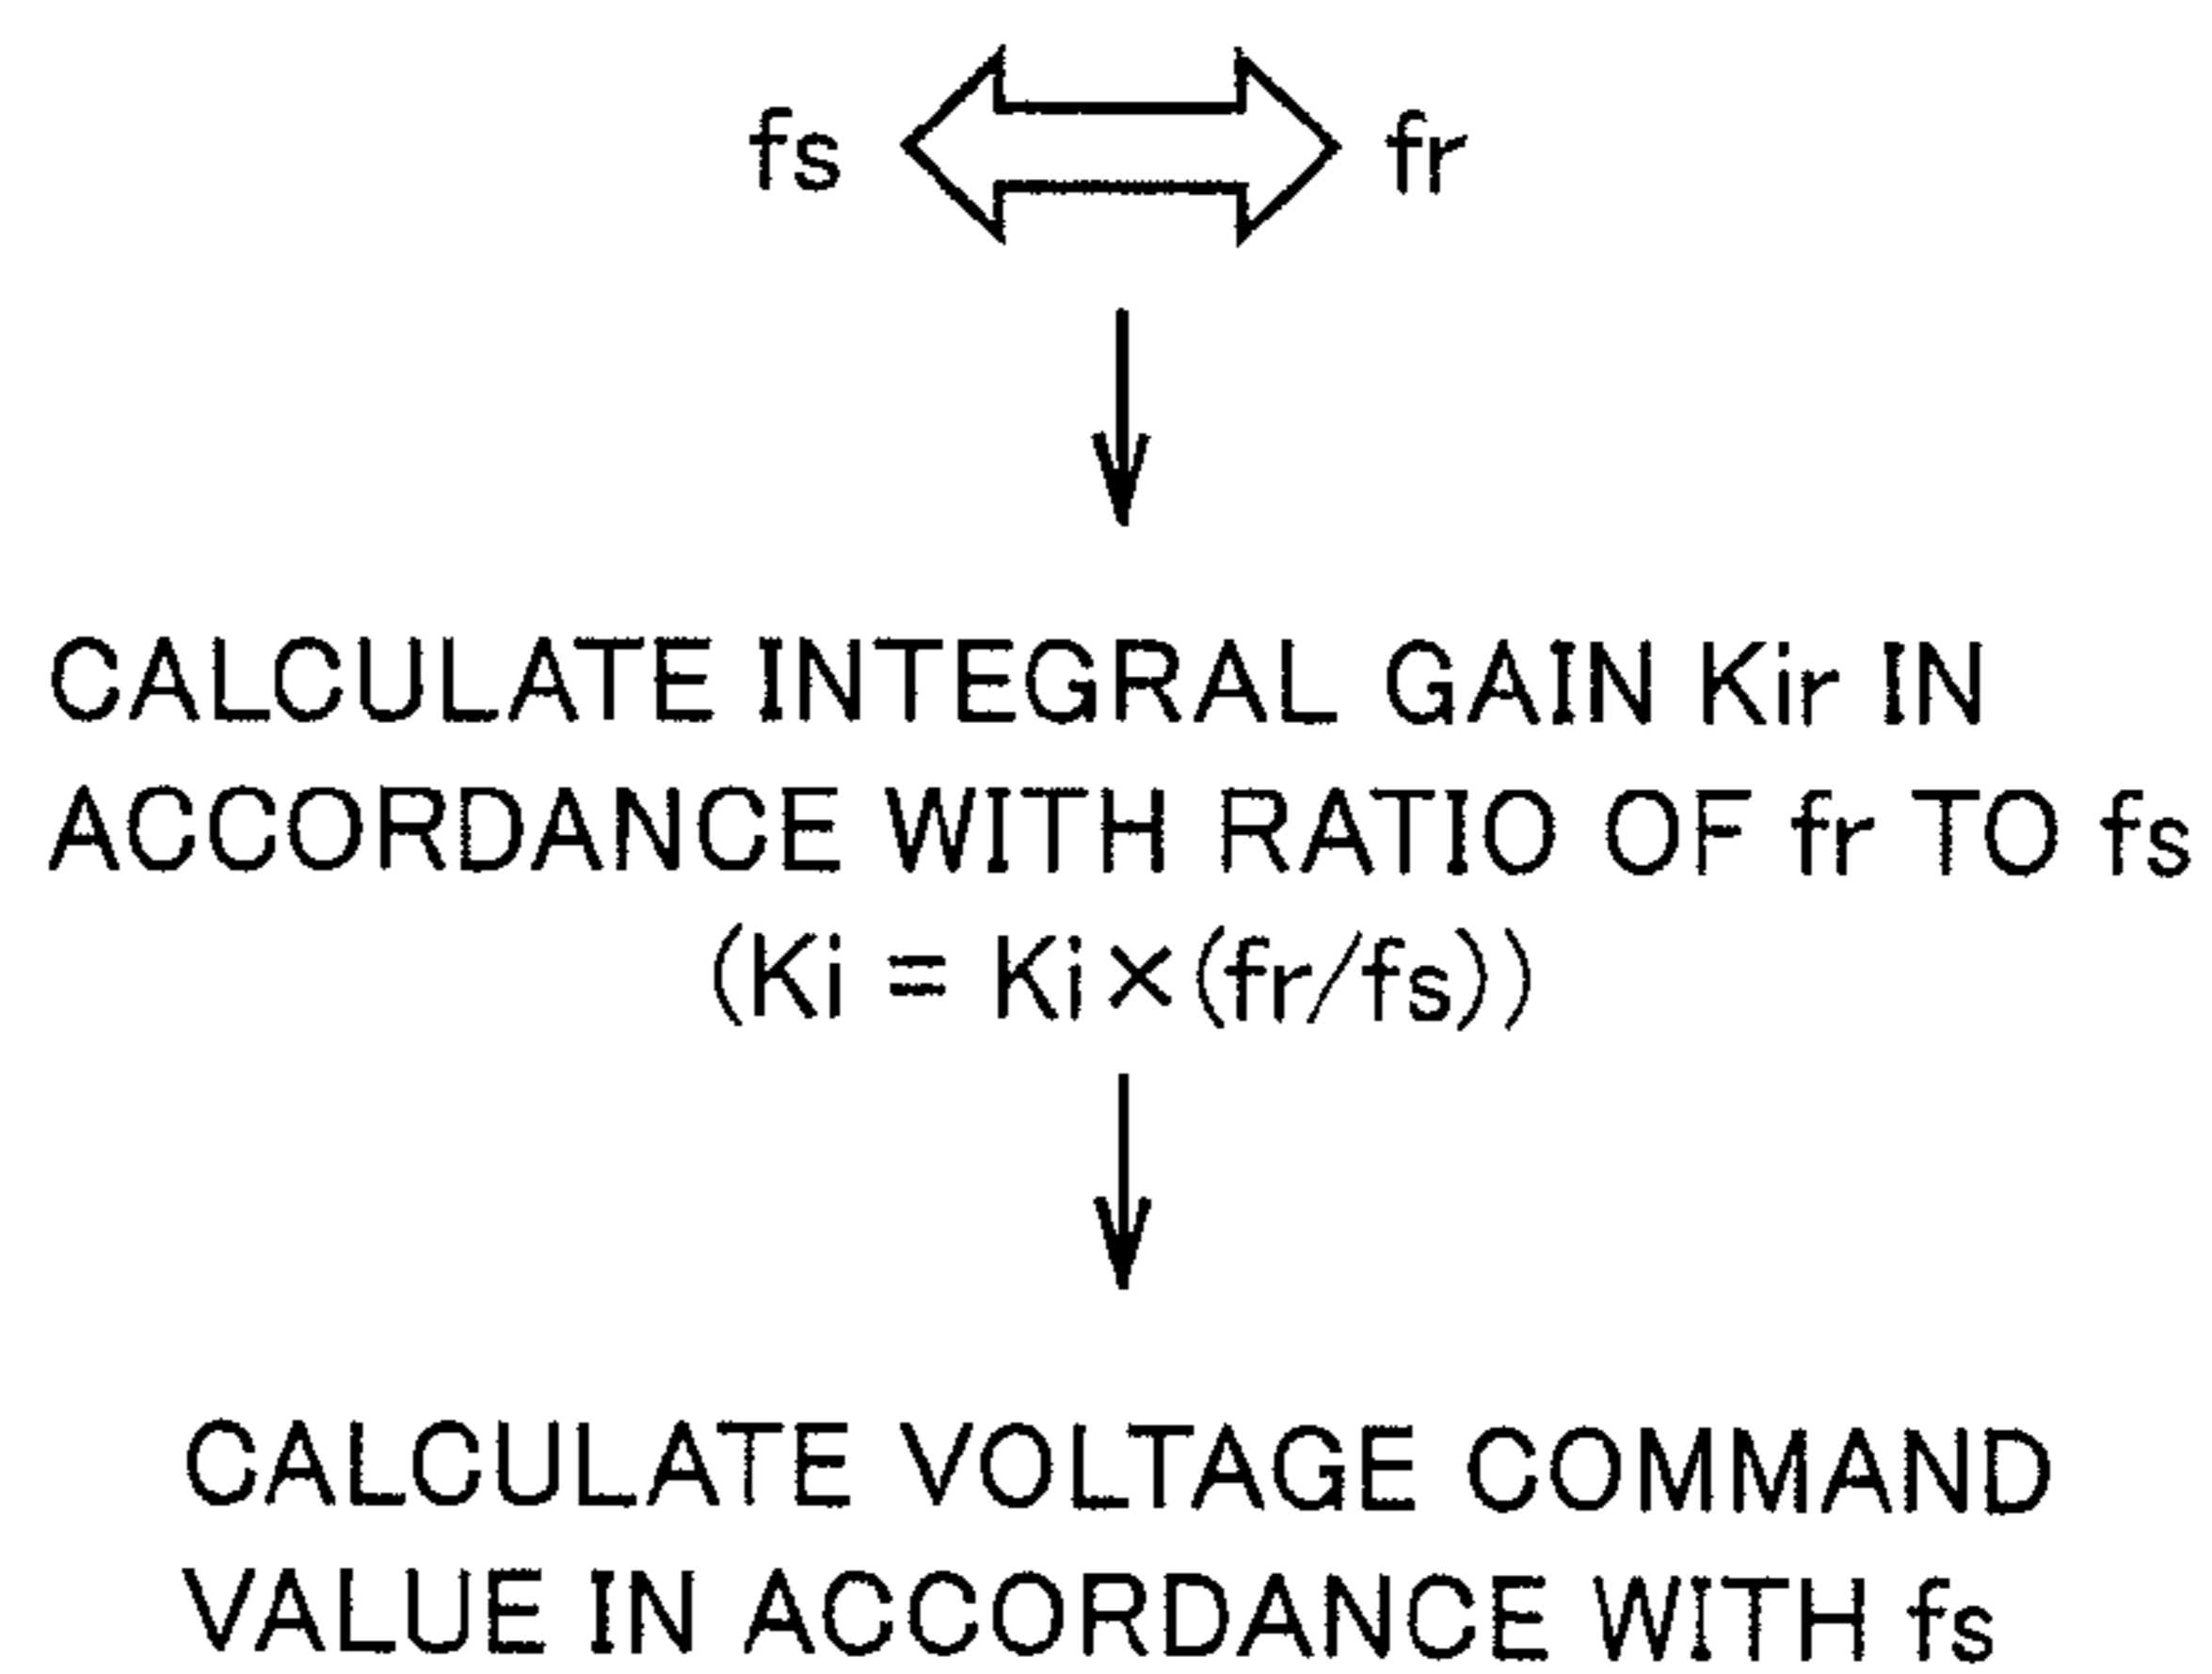 fs fr
CALCULATE INTEGRAL GAIN Kir IN
ACCORDANCE WITH RATIO OF fr TO fs
(Ki = Ki×(fr/fs))
CALCULATE VOLTAGE COMMAND
VALUE IN ACCORDANCE WITH fs